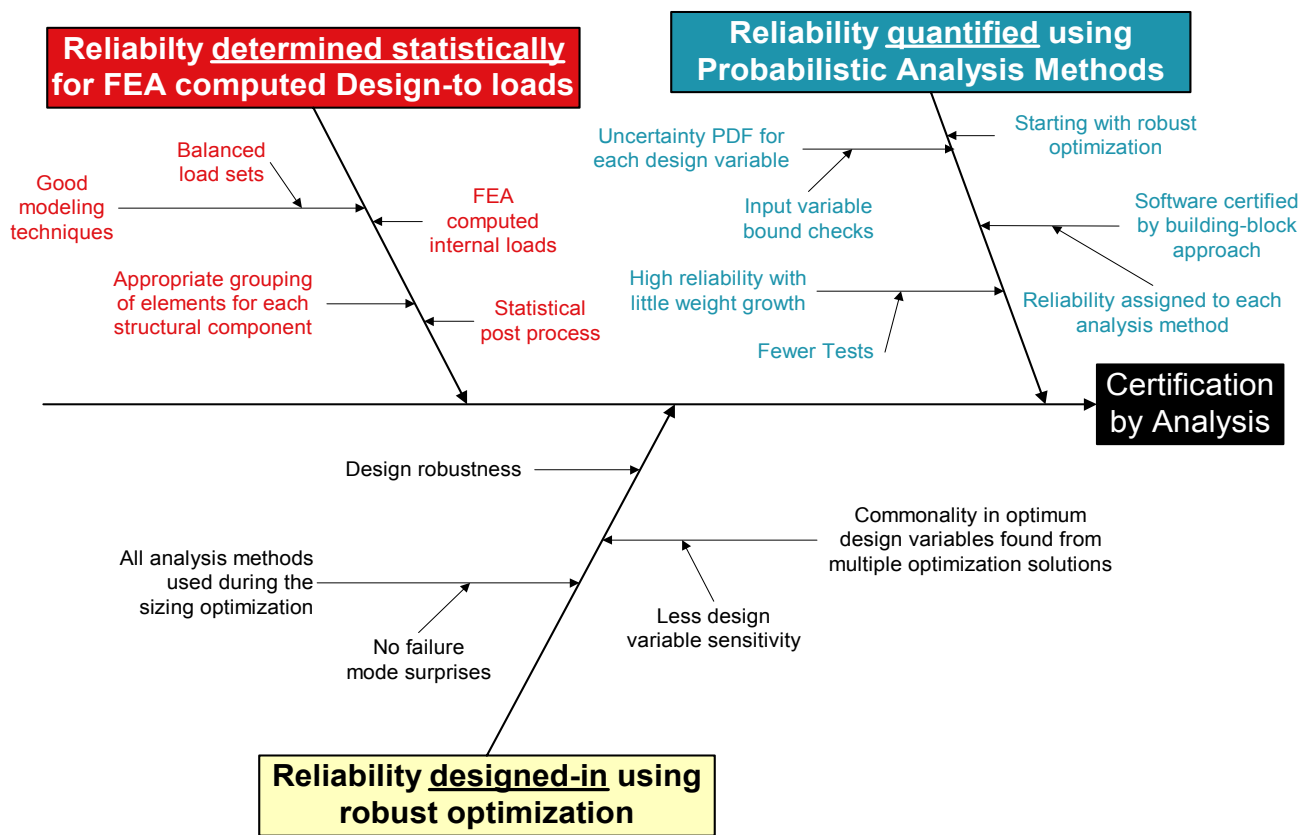 Reliabilty determined statistically
for FEA computed Design-to loads
Reliability quantified using
Probabilistic Analysis Methods
Balanced
load sets
Good
modeling
techniques
FEA
computed
internal loads
Appropriate grouping
of elements for each
structural component
Statistical
post process
Uncertainty PDF for
each design variable
Starting with robust
optimization
Input variable
bound checks
Software certified
by building-block
approach
High reliability with
little weight growth
Reliability assigned to each
analysis method
Fewer Tests
Certification
by Analysis
Design robustness
Commonality in optimum
design variables found from
multiple optimization solutions
All analysis methods
used during the
sizing optimization
Less design
variable sensitivity
No failure
mode surprises
Reliability designed-in using
robust optimization